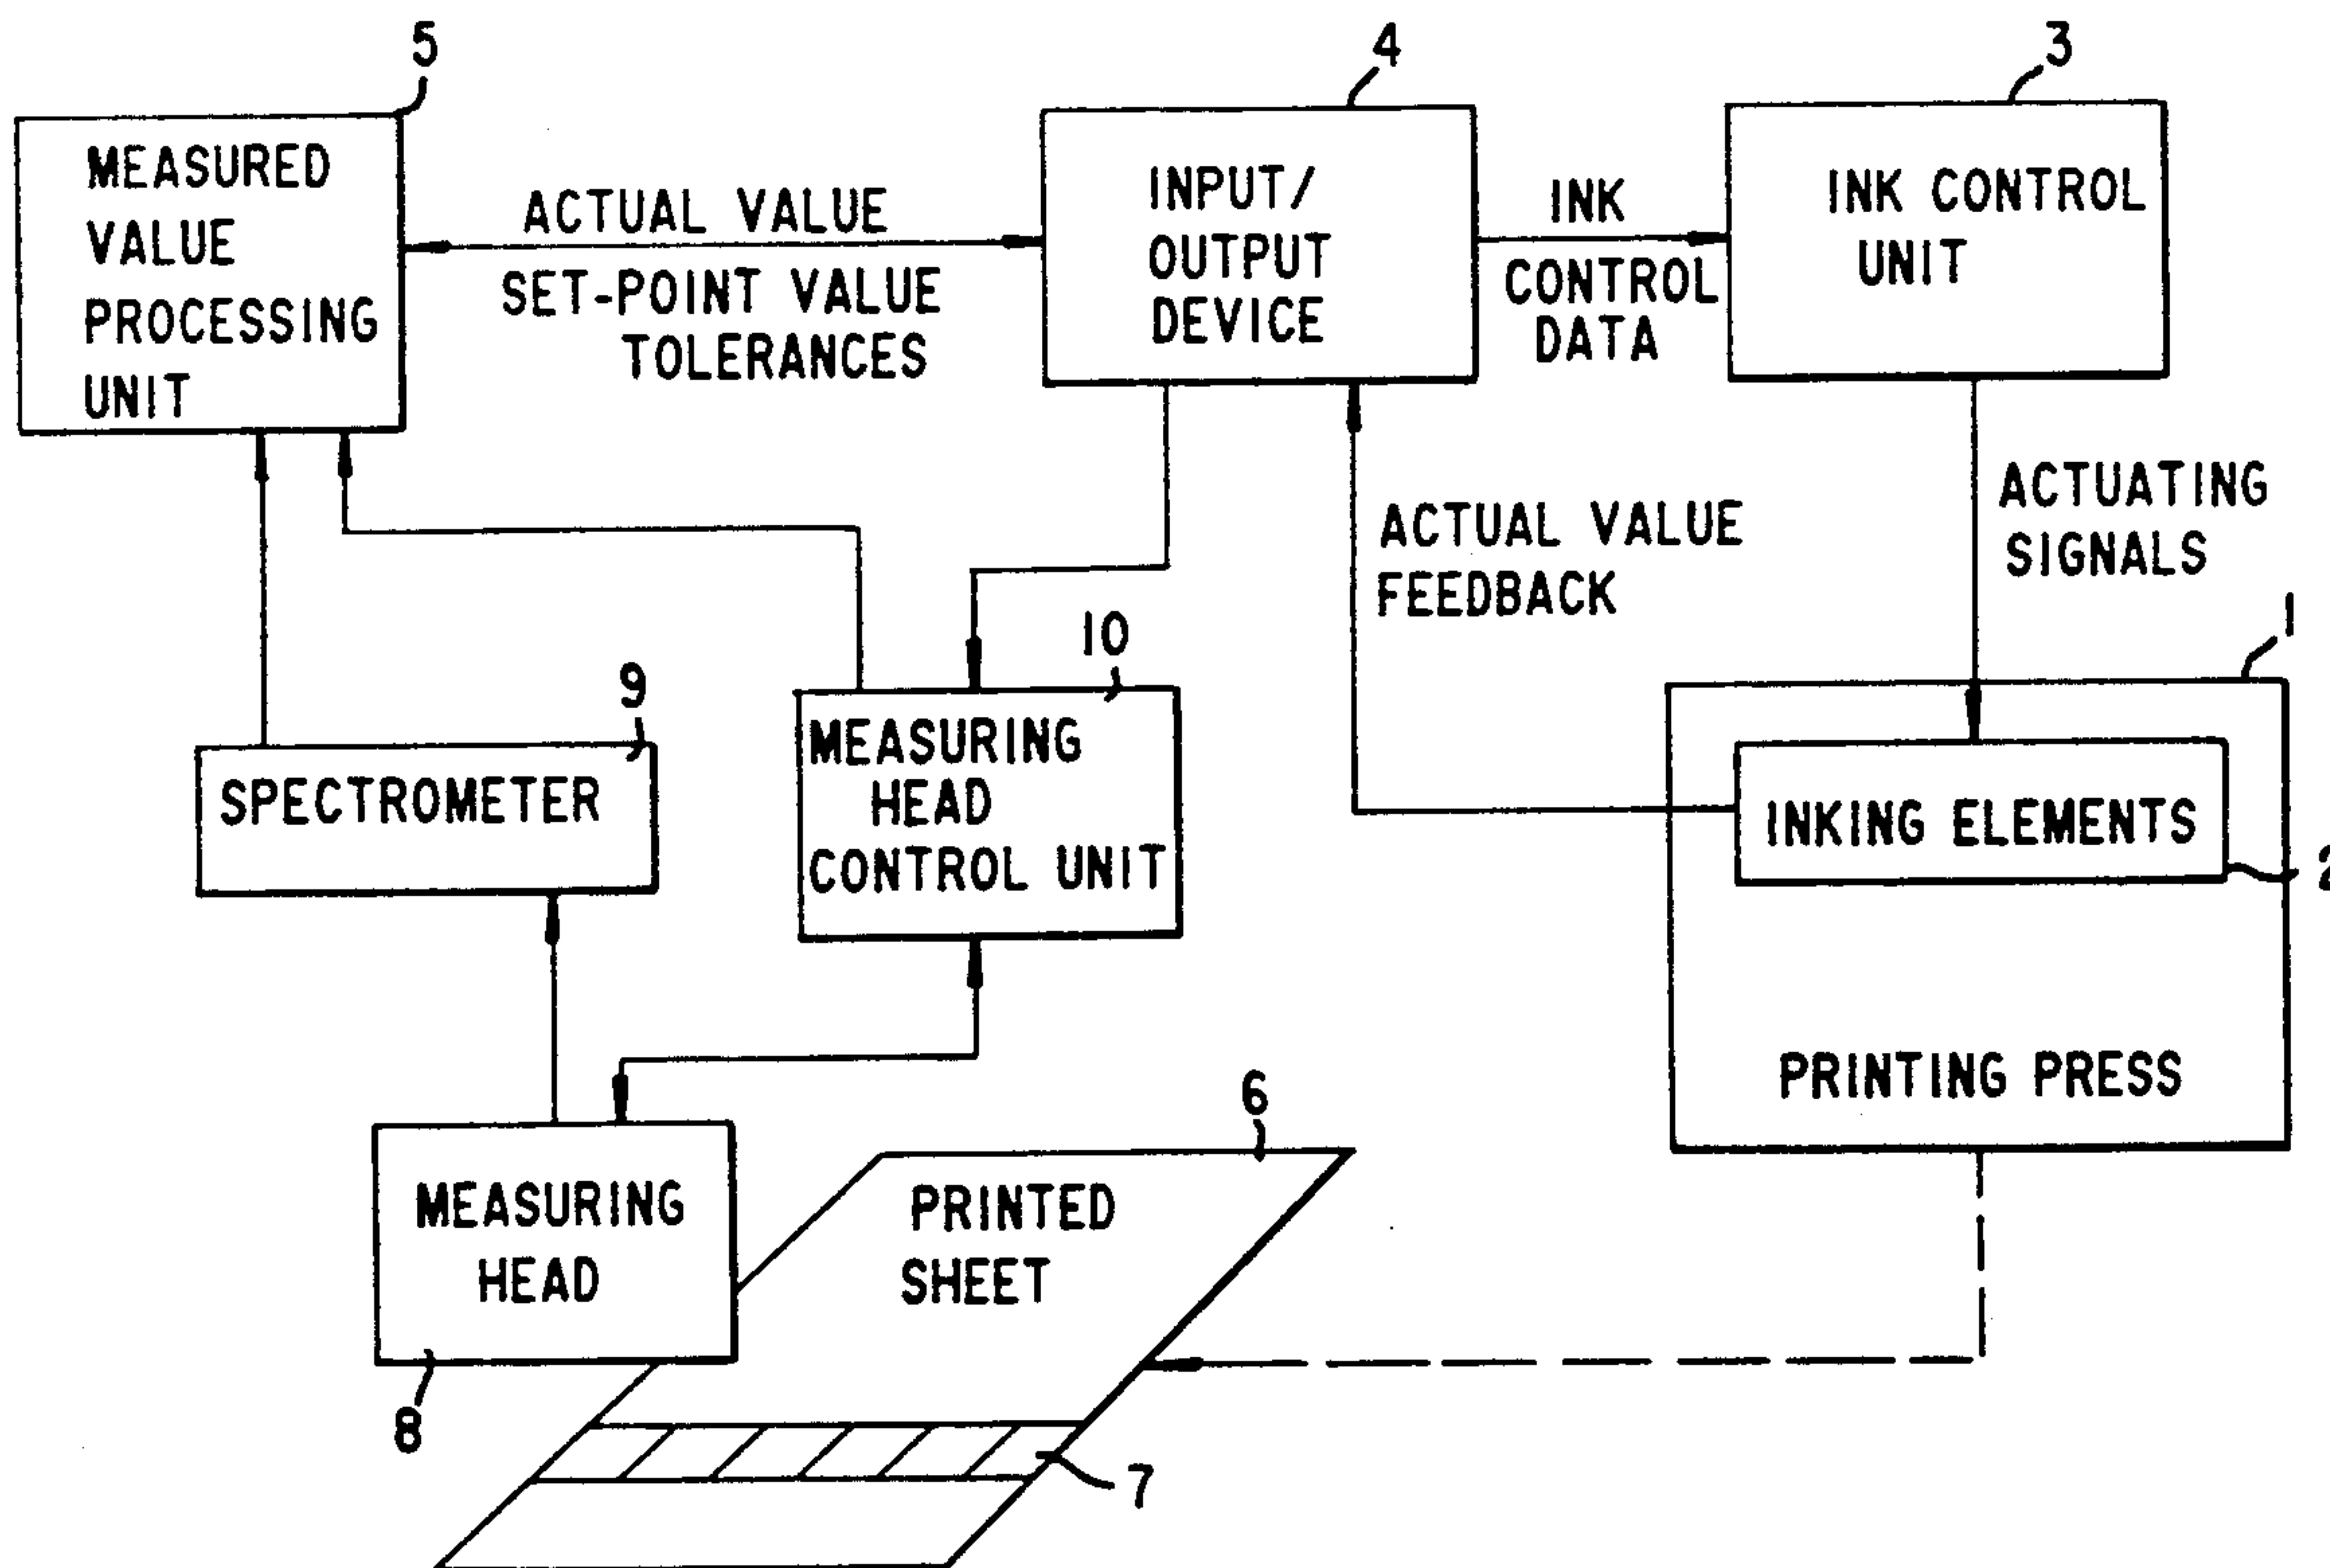 5
4
3
MEASURED
VALUE
PROCESSING
UNIT
ACTUAL VALUE
SET-POINT VALUE
TOLERANCES
INPUT/
OUTPUT
DEVICE
INK
CONTROL
DATA
INK CONTROL
UNIT
ACTUAL VALUE
FEEDBACK
ACTUATING
SIGNALS
1
9
SPECTROMETER
10
MEASURING
HEAD
CONTROL UNIT
INKING ELEMENTS
2
PRINTING PRESS
MEASURING
HEAD
8
6
PRINTED
SHEET
7